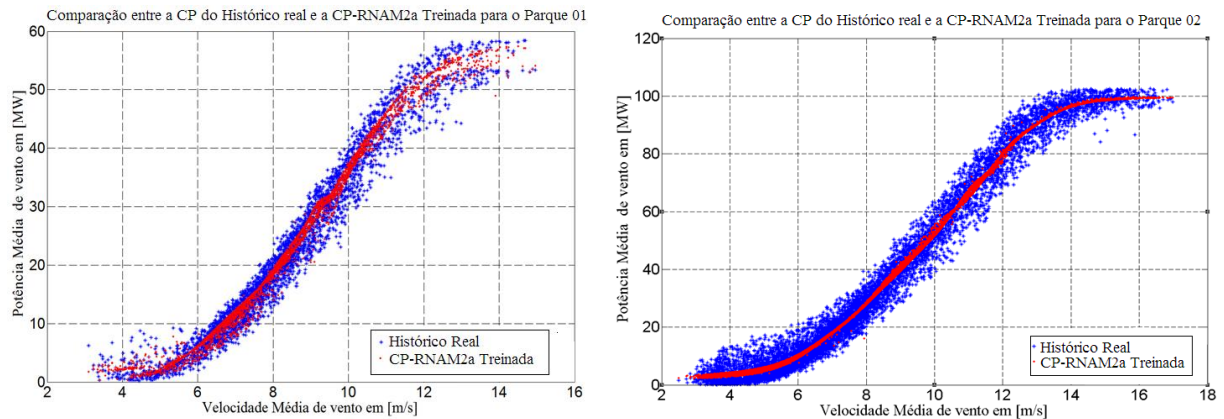 Comparação entre a CP do Histórico real e a CP-RNAM2a Treinada para o Parque 01
Potência Média de vento em [MW]
60
50
40
30
20
10
0
2 4 6 8 10 12 14 16
Velocidade Média de vento em [m/s]
Histórico Real
CP-RNAM2a Treinada
Comparação entre a CP do Histórico real e a CP-RNAM2a Treinada para o Parque 02
Potência Média de vento em [MW]
120
100
80
60
40
20
0
2 4 6 8 10 12 14 16 18
Velocidade Média de vento em [m/s]
Histórico Real
CP-RNAM2a Treinada